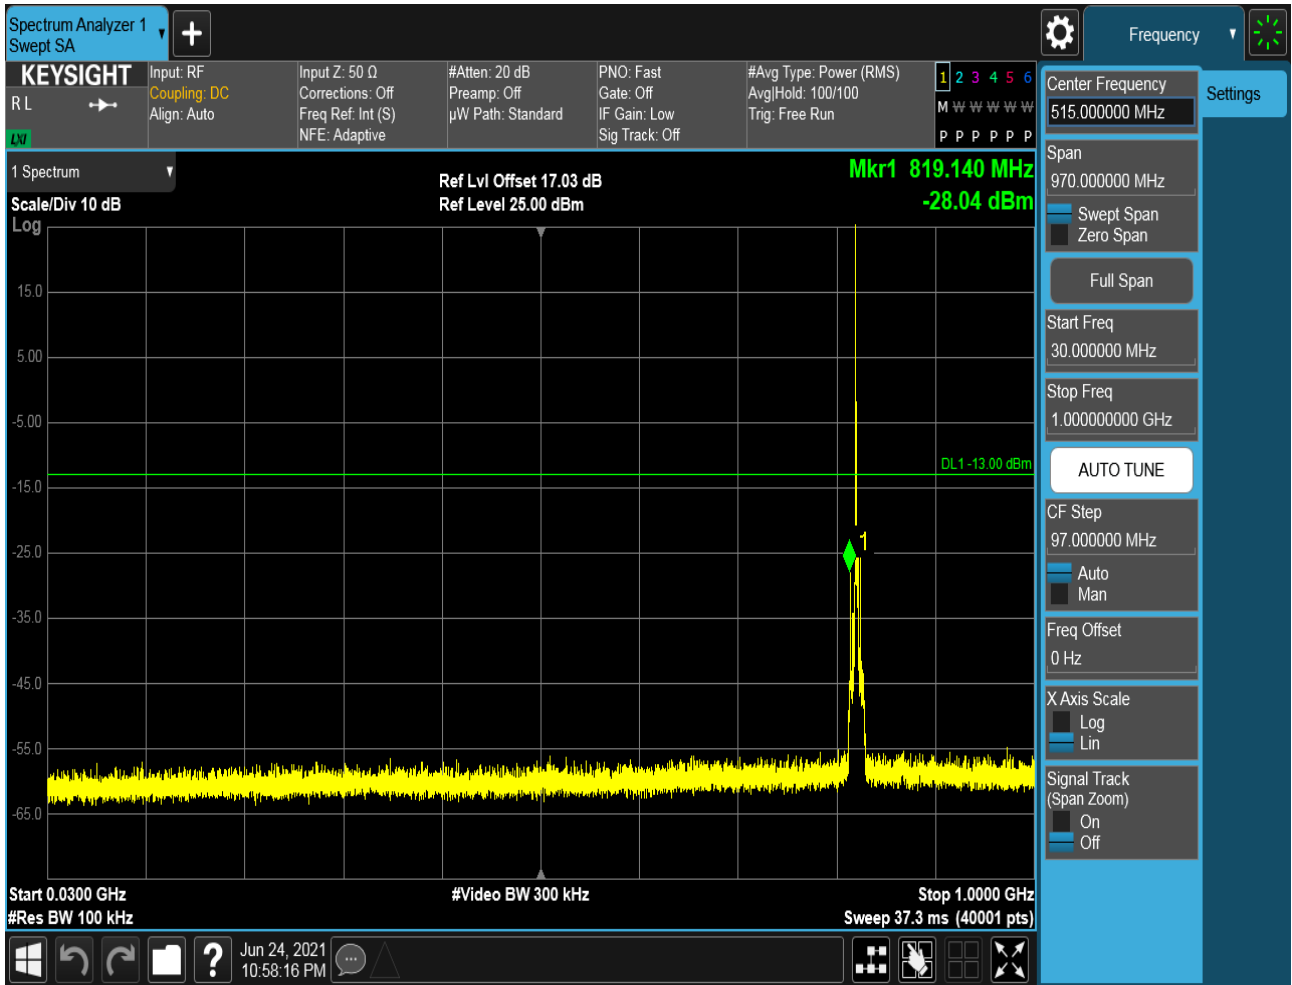 Spectrum Analyzer 1
Swept SA
Frequency
KEYSIGHT
R L
LXI
Input: RF
Coupling: DC
Align: Auto
Input Z: 50 Ω
Corrections: Off
Freq Ref: Int (S)
NFE: Adaptive
#Atten: 20 dB
Preamp: Off
µW Path: Standard
PNO: Fast
Gate: Off
IF Gain: Low
Sig Track: Off
#Avg Type: Power (RMS)
Avg|Hold: 100/100
Trig: Free Run
1 2 3 4 5 6
M W W W W W
P P P P P P
1 Spectrum
Scale/Div 10 dB
Log
Ref Lvl Offset 17.03 dB
Ref Level 25.00 dBm
Mkr1 819.140 MHz
-28.04 dBm
15.0
5.00
-5.00
DL1 -13.00 dBm
-15.0
1
-25.0
-35.0
-45.0
-55.0
-65.0
Start 0.0300 GHz
#Video BW 300 kHz
Stop 1.0000 GHz
#Res BW 100 kHz
Sweep 37.3 ms (40001 pts)
?
Jun 24, 2021
10:58:16 PM
Center Frequency
515.000000 MHz
Settings
Span
970.000000 MHz
Swept Span
Zero Span
Full Span
Start Freq
30.000000 MHz
Stop Freq
1.000000000 GHz
AUTO TUNE
CF Step
97.000000 MHz
Auto
Man
Freq Offset
0 Hz
X Axis Scale
Log
Lin
Signal Track
(Span Zoom)
On
Off